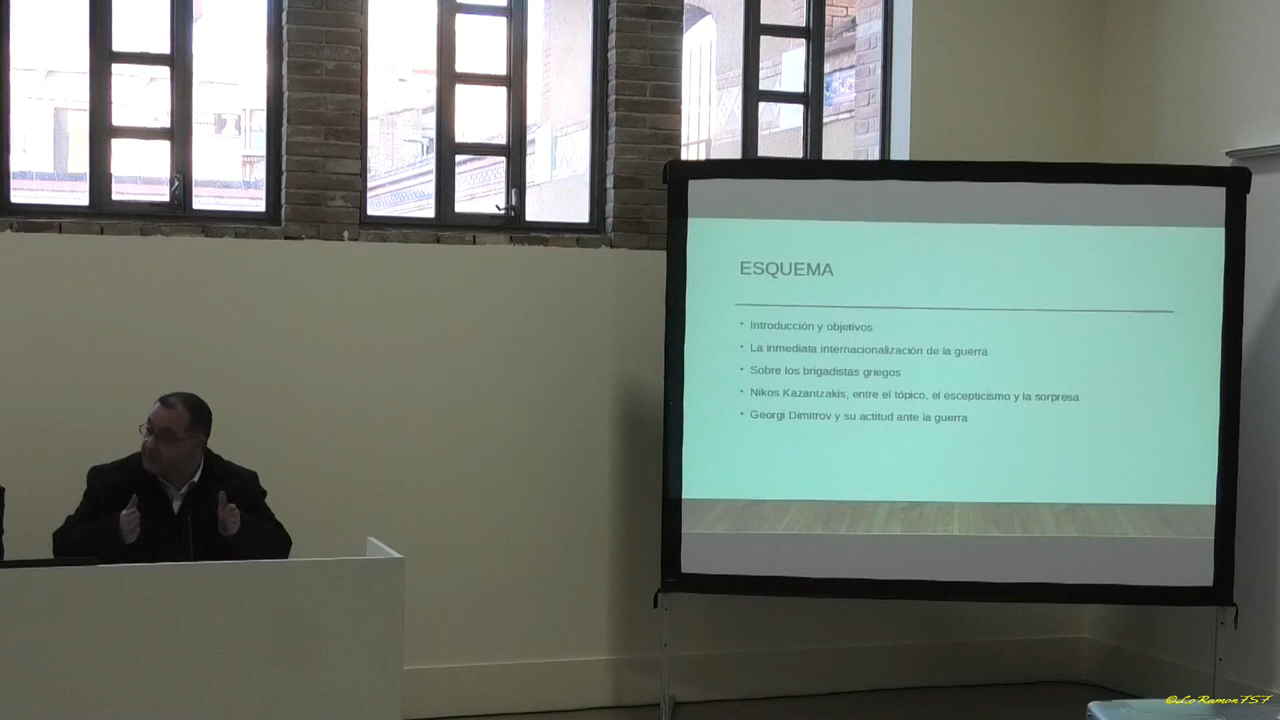 ESQUEMA
• Introducción y objetivos
• La inmediata internacionalización de la guerra
• Sobre los brigadistas griegos
• Nikos Kazantzakis, entre el tópico, el escepticismo y la sorpresa.
• Georgi Dimitrov y su actitud ante la guerra.
@LoRamon757